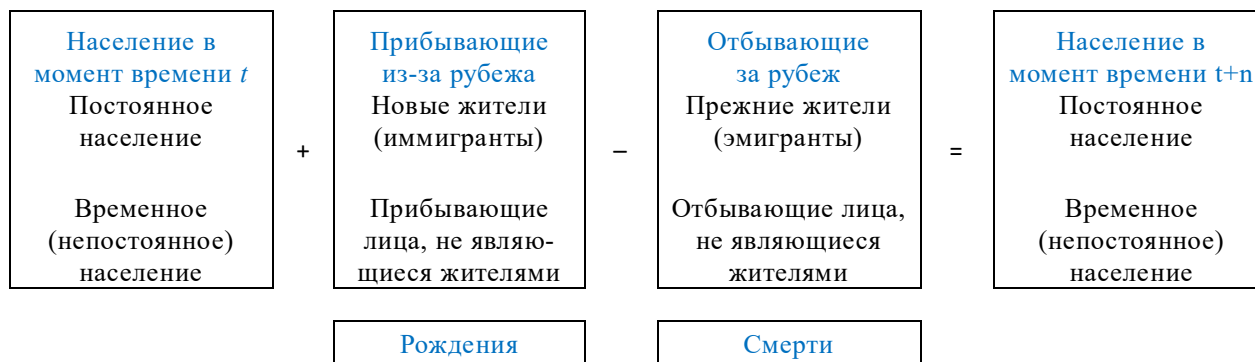 Население в
момент времени t
Постоянное
население
Временное
(непостоянное)
население
+
Прибывающие
из-за рубежа
Новые жители
(иммигранты)
Прибывающие
лица, не являю-
щиеся жителями
–
Отбывающие
за рубеж
Прежние жители
(эмигранты)
Отбывающие лица,
не являющиеся
жителями
=
Население в
момент времени t+n
Постоянное
население
Временное
(непостоянное)
население
Рождения
Смерти